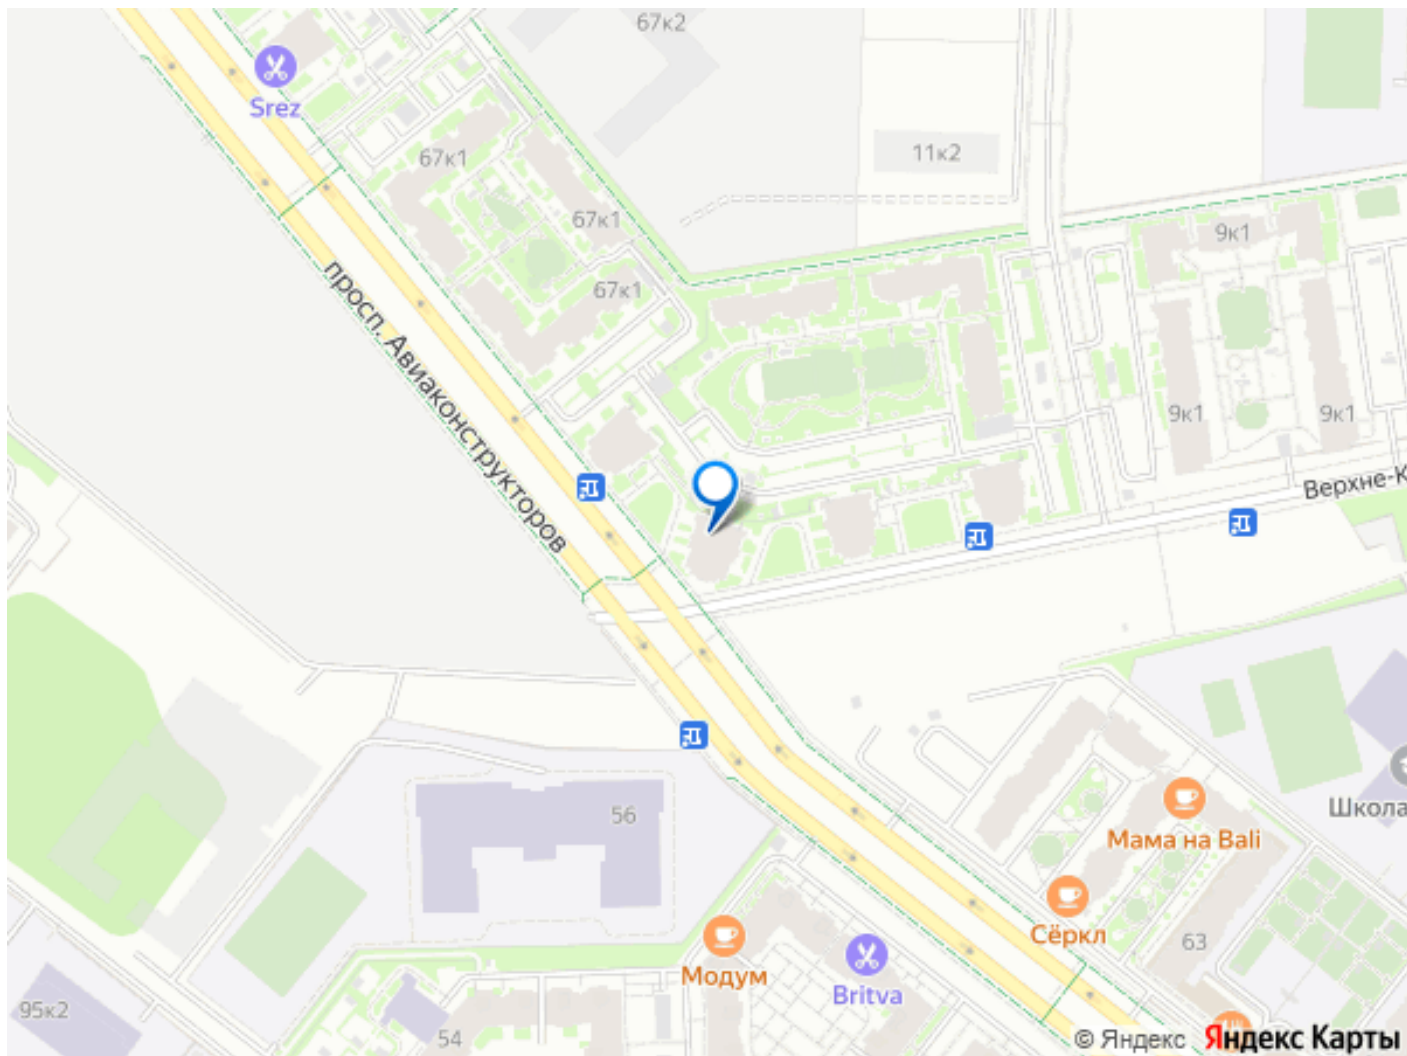 67к2
Srez
67к1
11к2
67к1
9к1
67к1
просп. Авиаконструкторов
9к1
9к1
Верхне-К
56
Школа
Мама на Bali
Сёркл
63
Модум
Britva
95к2
54
© Яндекс Яндекс Карты